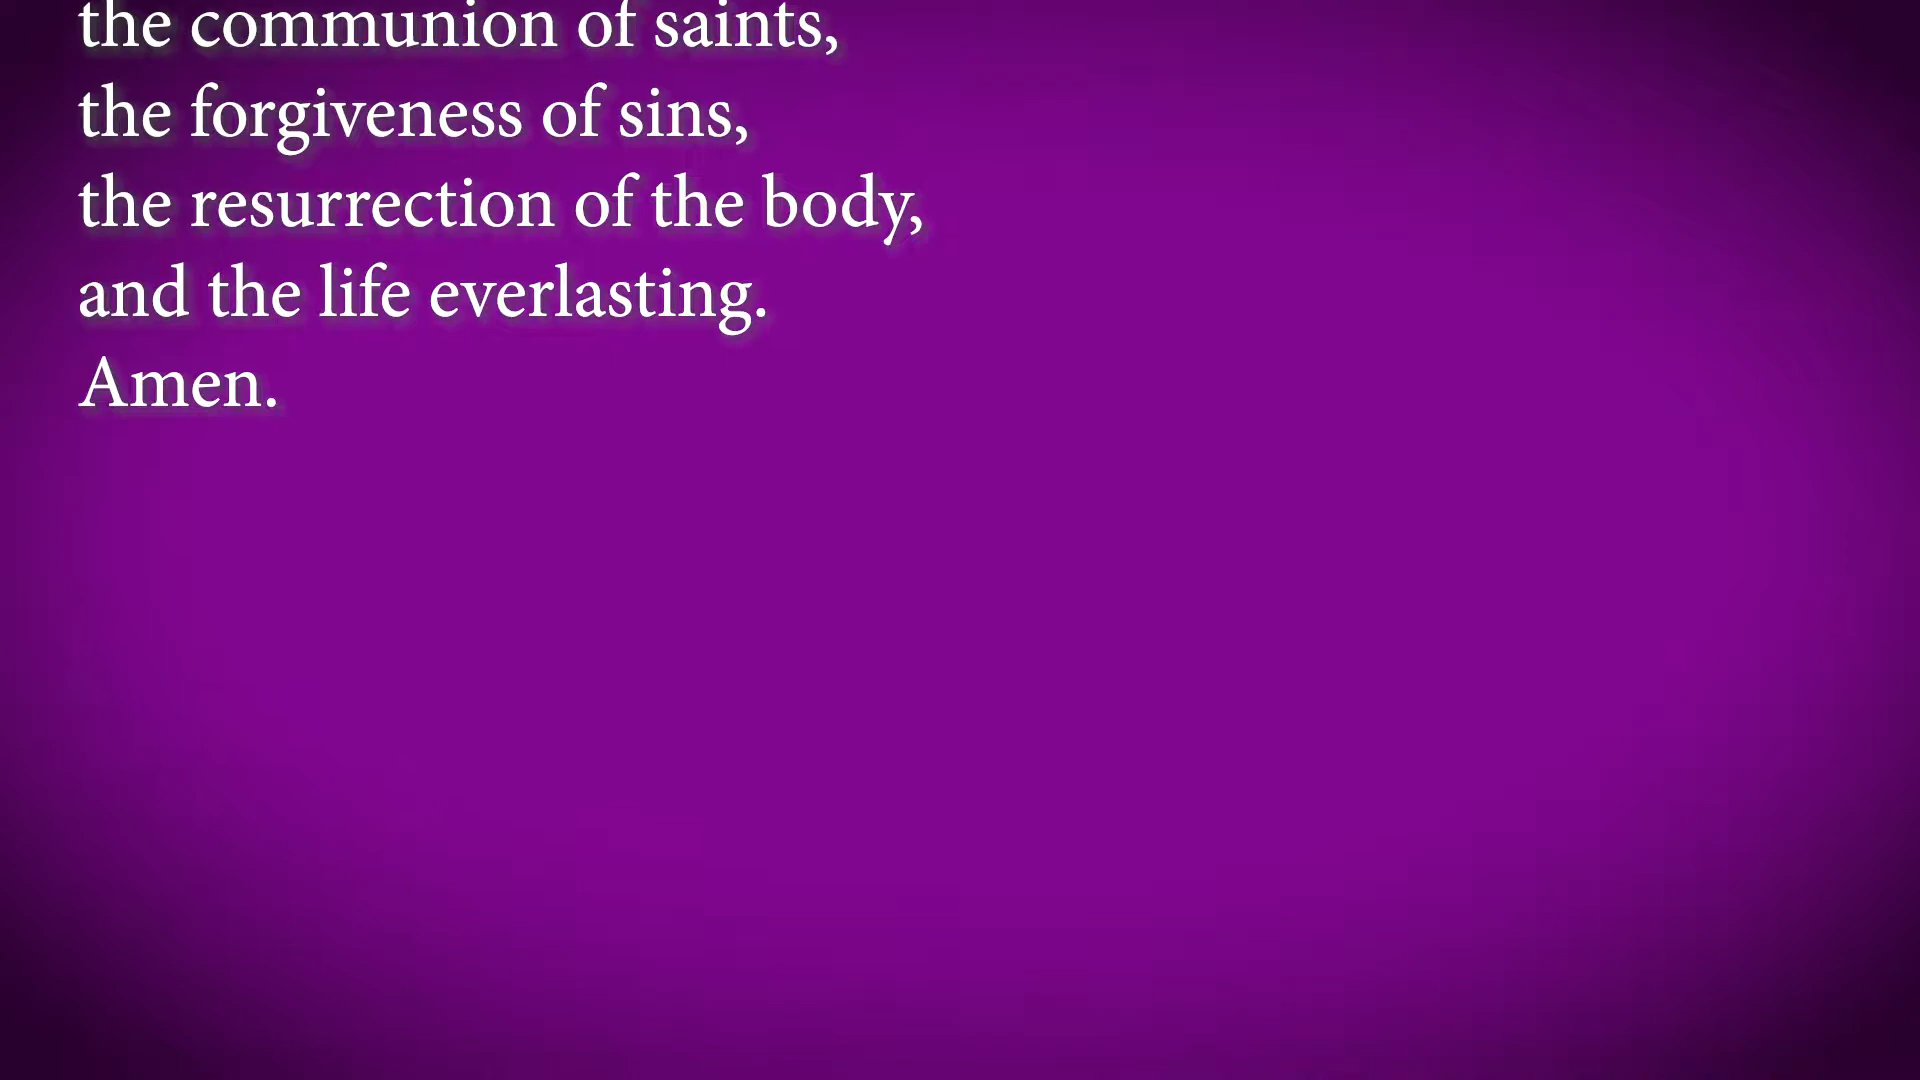 the communion of saints,
the forgiveness of sins,
the resurrection of the body,
and the life everlasting.
Amen.